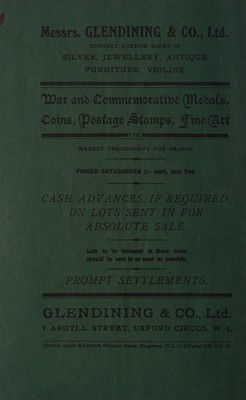 Messrs. GLENDINING & CO., Ltd.
CONDUCT AUCTION SALES OF
SILVER, JEWELLERY, ANTIQUE
FURNITURE, VIOLINS.
War and Commemorative Medals,
Coins, Postage Stamps, Fine Art
WEEKLY THROUGHOUT THE SEASON.
PRICED CATALOGUES each, post free.
CASH ADVANCES, IF REQUIRED,
ON LOTS SENT IN FOR
ABSOLUTE SALE
Lots to be included in these Sales
should be sent in as soon as possible.
PROMPT SETTLEMENTS.
GLENDINING & CO., Ltd.
7 ARGYLL STREET, OXFORD CIRCUS, W. 1.